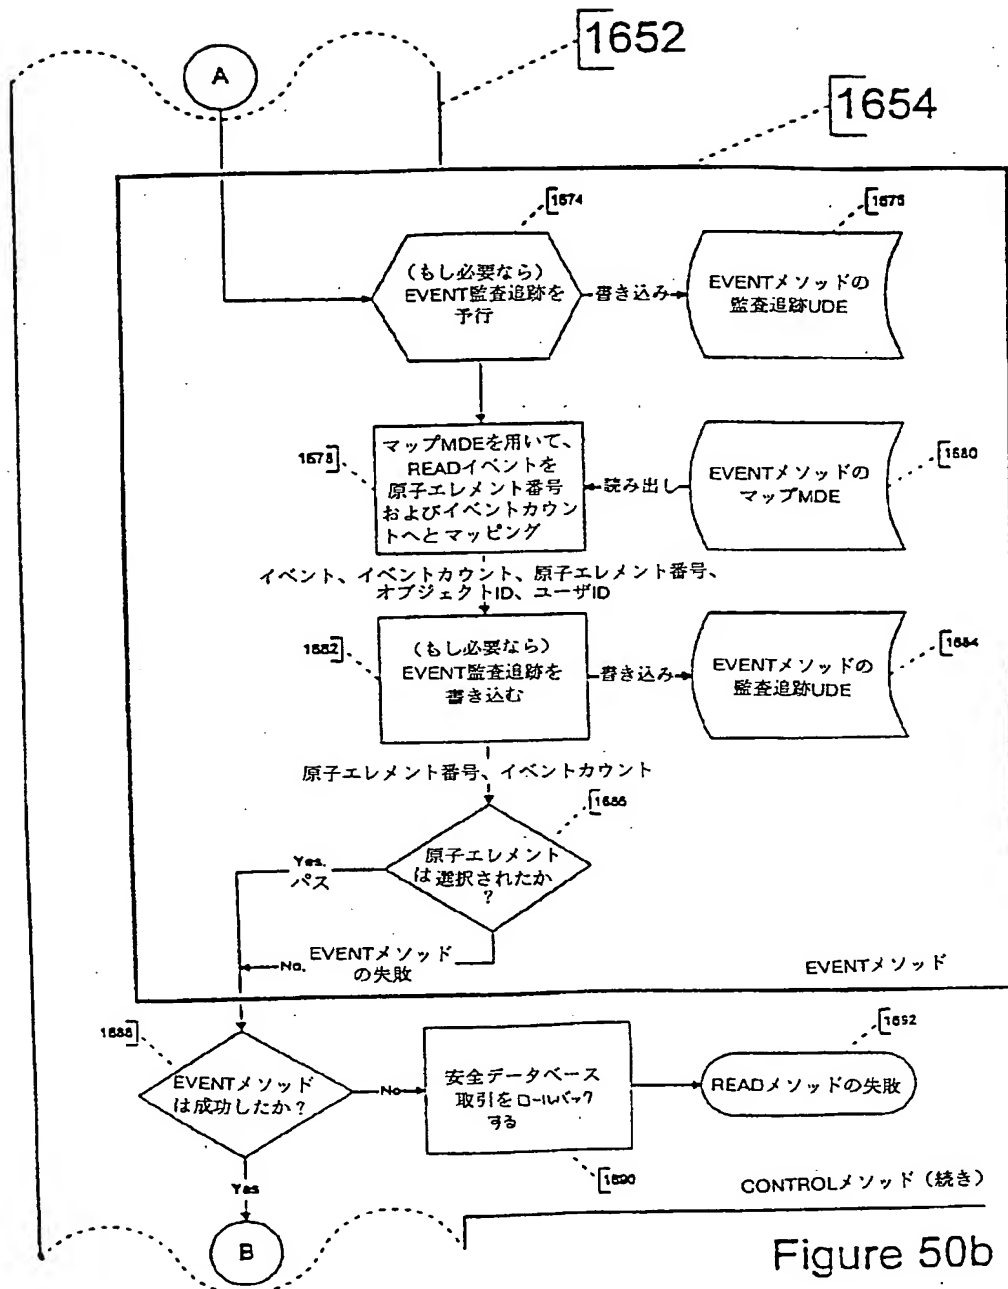 1652
A
1654
1674
1676
(もし必要なら)
EVENT監査追跡を
予行
書き込み
EVENTメソッドの
監査追跡UDE
1678
マップMDEを用いて、
READイベントを
原子エレメント番号
およびイベントカウン
トへとマッピング
読み出し
EVENTメソッドの
マップMDE
1680
イベント、イベントカウント、原子エレメント番号、
オブジェクトID、ユーザID
1682
(もし必要なら)
EVENT監査追跡を
書き込む
書き込み
EVENTメソッドの
監査追跡UDE
1684
原子エレメント番号、イベントカウント
1686
原子エレメント
は選択されたか
?
Yes.
パス
No.
EVENTメソッド
の失敗
EVENTメソッド
1688
EVENTメソッド
は成功したか?
No
安全データベース
取引をロールバック
する
1690
1692
READメソッドの失敗
Yes
CONTROLメソッド(続き)
B
Figure 50b